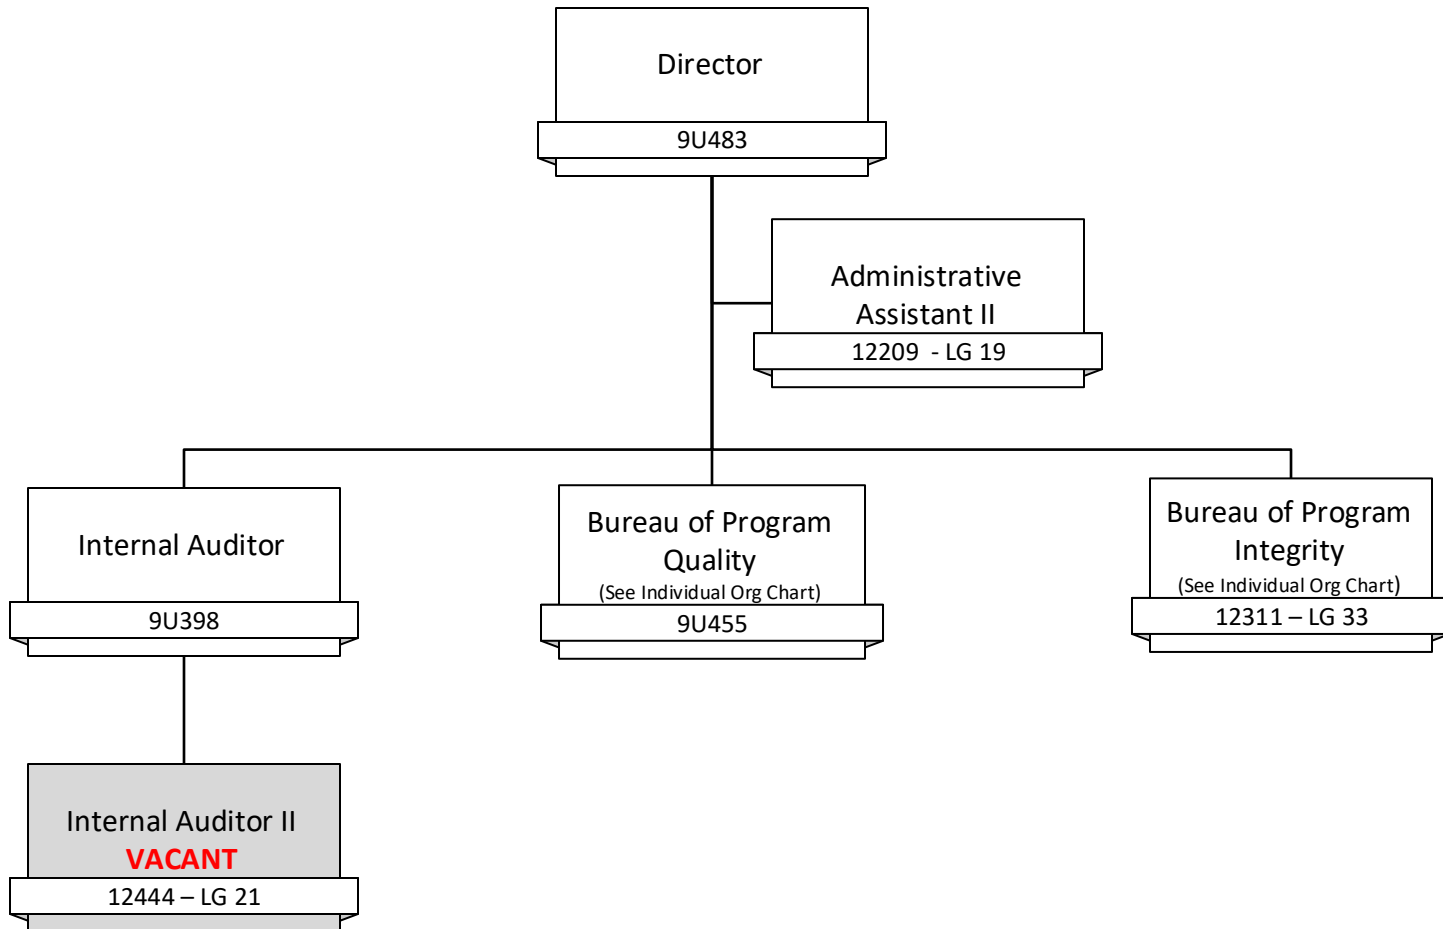 Director
9U483
Administrative
Assistant II
12209  - LG 19
Internal Auditor
9U398
Bureau of Program
Quality
(See Individual Org Chart)
9U455
Bureau of Program
Integrity
(See Individual Org Chart)
12311 – LG 33
Internal Auditor II
VACANT
12444 – LG 21